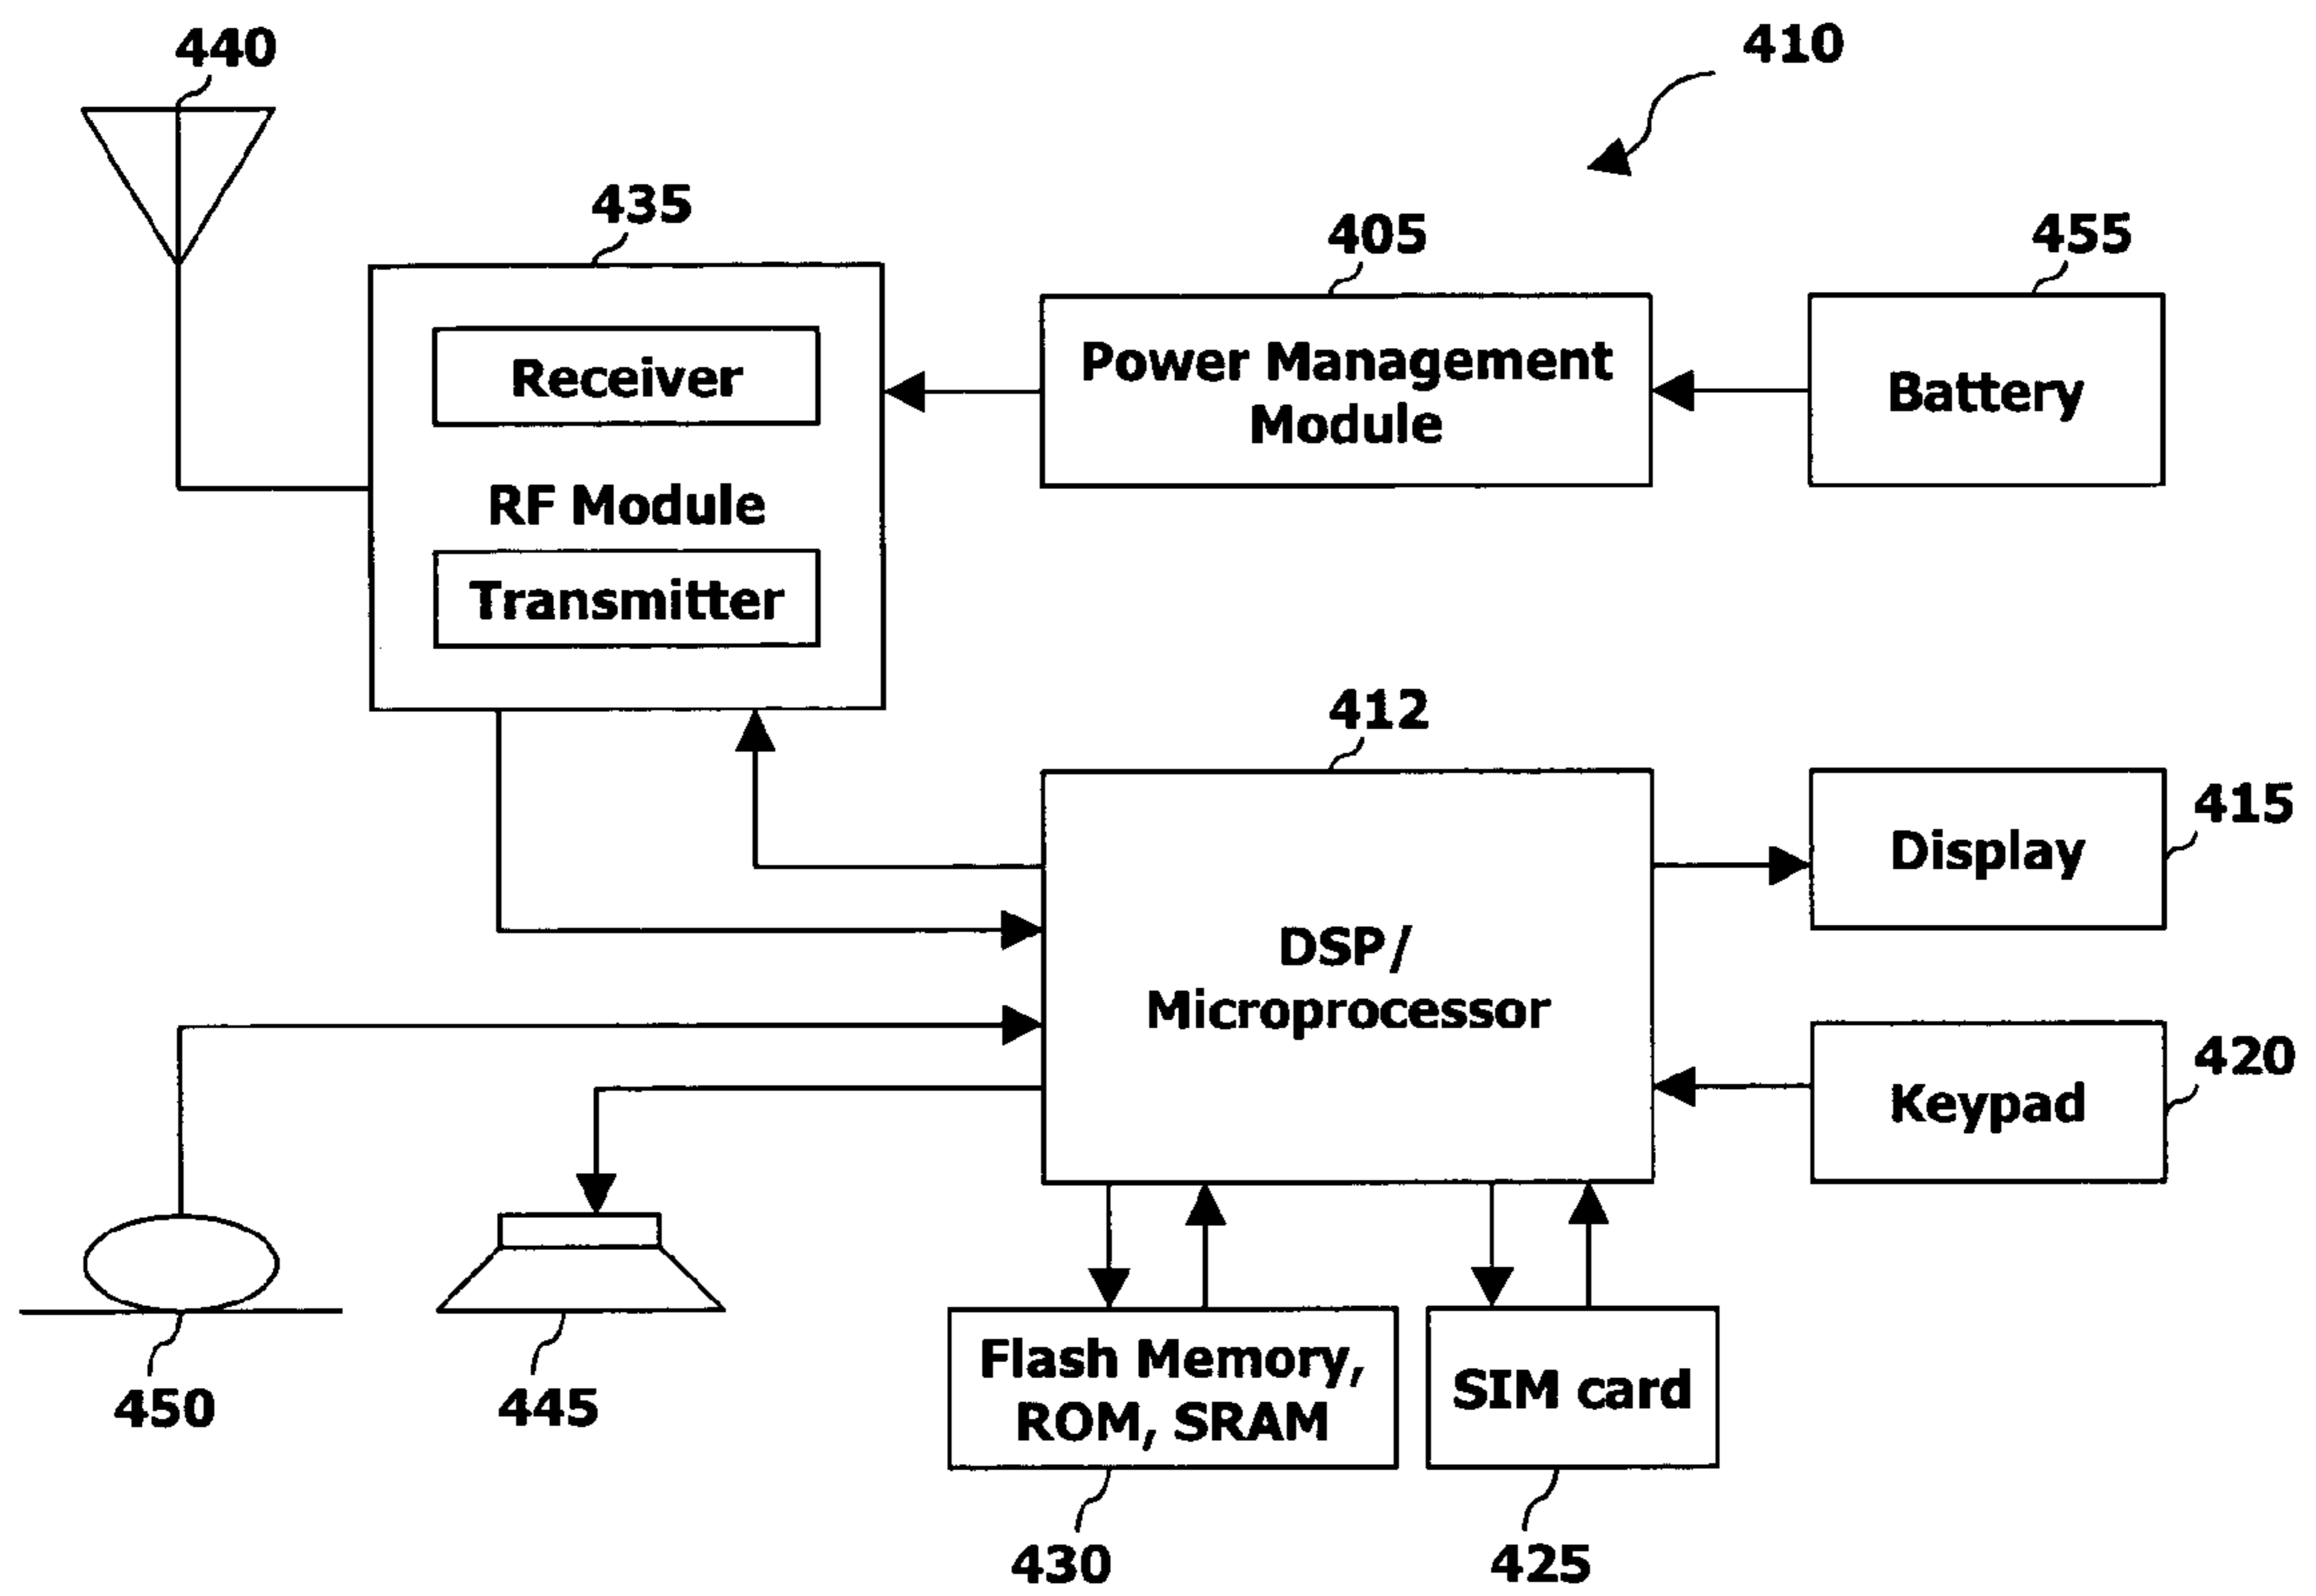 440
410
435
405
455
Receiver
Power Management
Module
Battery
RF Module
Transmitter
412
415
Display
DSP/
Microprocessor
420
Keypad
450
445
Flash Memory,
ROM, SRAM
SIM card
430
425